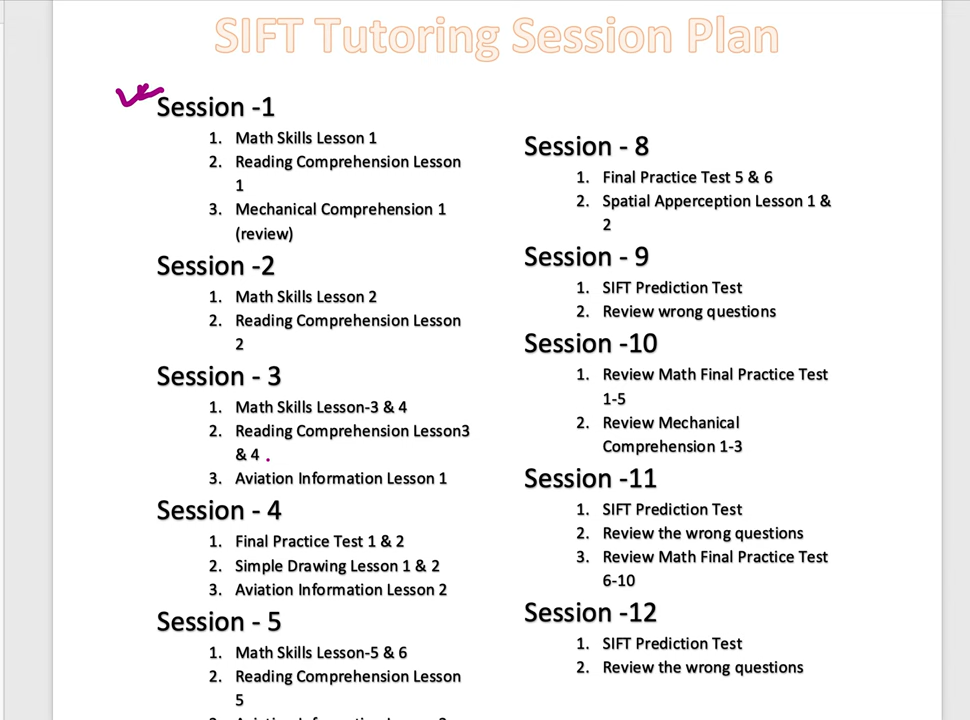 SIFT Tutoring Session Plan
Session -1
1. Math Skills Lesson 1
2. Reading Comprehension Lesson
1
3. Mechanical Comprehension 1
(review)
Session -2
1. Math Skills Lesson 2
2. Reading Comprehension Lesson
2
Session - 3
1. Math Skills Lesson-3 & 4
2. Reading Comprehension Lesson3
& 4
3. Aviation Information Lesson 1
Session - 4
1. Final Practice Test 1 & 2
2. Simple Drawing Lesson 1 & 2
3. Aviation Information Lesson 2
Session - 5
1. Math Skills Lesson-5 & 6
2. Reading Comprehension Lesson
5
Session - 8
1. Final Practice Test 5 & 6
2. Spatial Apperception Lesson 1 &
2
Session - 9
1. SIFT Prediction Test
2. Review wrong questions
Session -10
1. Review Math Final Practice Test
1-5
2. Review Mechanical
Comprehension 1-3
Session -11
1. SIFT Prediction Test
2. Review the wrong questions
3. Review Math Final Practice Test
6-10
Session -12
1. SIFT Prediction Test
2. Review the wrong questions